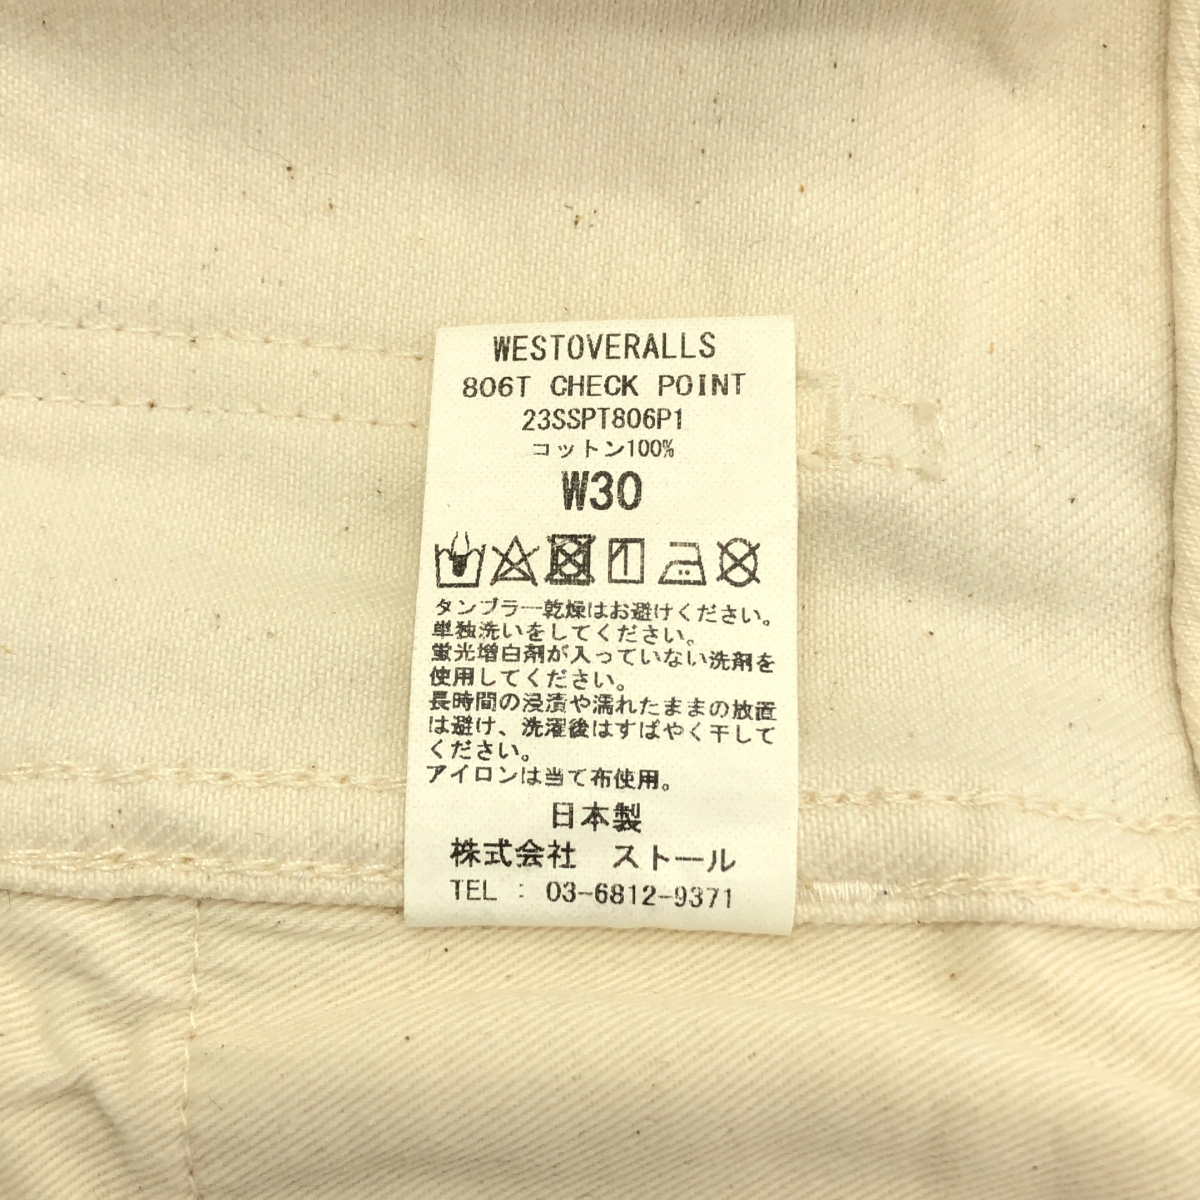 WESTOVERALLS
806T CHECK POINT
23SSPT806P1
コットン100%
W30
タンブラー乾燥はお避けください。
単独洗いをしてください。
蛍光増白剤が入っていない洗剤を
使用してください。
長時間の浸漬や濡れたままの放置
は避け、洗濯後はすばやく干して
ください。
アイロンは当て布使用。
日本製
株式会社 ストール
TEL : 03-6812-9371